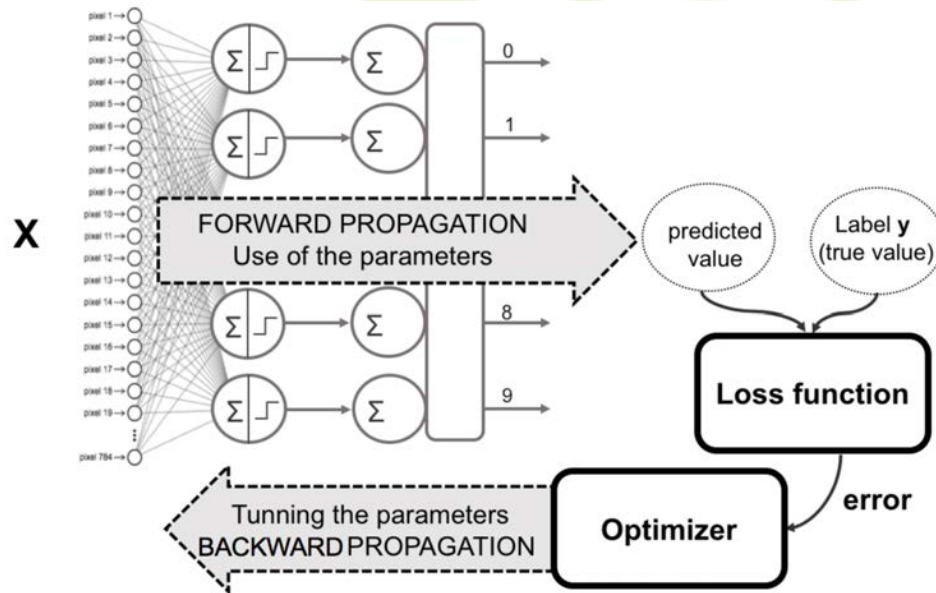 pixel 1
pixel 2
pixel 3
pixel 4
pixel 5
pixel 6
pixel 7
pixel 8
pixel 9
pixel 10
pixel 11
pixel 12
pixel 13
pixel 14
pixel 15
pixel 16
pixel 17
pixel 18
pixel 19
pixel 784
X
Σ
Σ
0
Σ
Σ
1
FORWARD PROPAGATION
Use of the parameters
Σ
Σ
8
Σ
Σ
9
predicted
value
Label y
(true value)
Loss function
error
Optimizer
Tunning the parameters
BACKWARD PROPAGATION